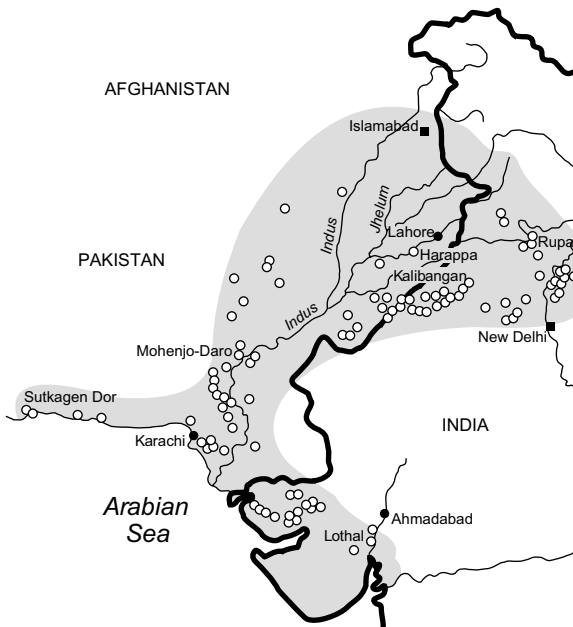 AFGHANISTAN
Islamabad
Jhelum
Indus
Lahore
Rupa
PAKISTAN
Harappa
Kalibangan
Indus
New Delhi
Mohenjo-Daro
Sutkagen Dor
INDIA
Karachi
Arabian
Sea
Ahmadabad
Lothal